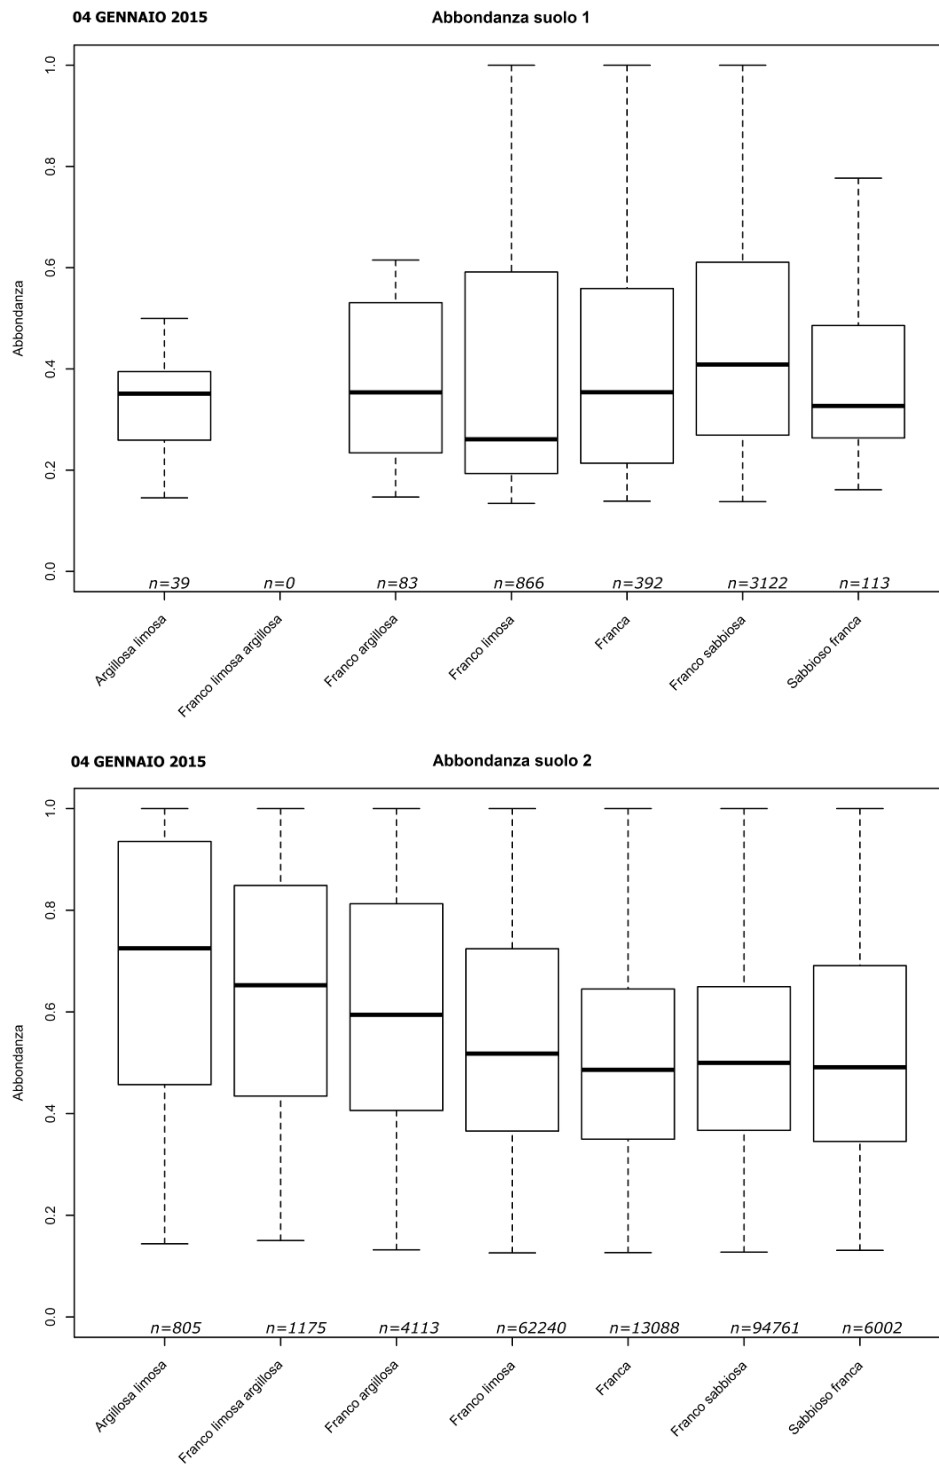 04 GENNAIO 2015 Abbondanza suolo 1
1.0
0.8
0.6
0.4
0.2
0.0
Abbondanza
n=39 n=0 n=83 n=866 n=392 n=3122 n=113
Argillosa limosa
Franco limosa argillosa
Franco argillosa
Franco limosa
Franca
Franco sabbiosa
Sabbioso franca
04 GENNAIO 2015 Abbondanza suolo 2
1.0
0.8
0.6
0.4
0.2
0.0
Abbondanza
n=805 n=1175 n=4113 n=62240 n=13088 n=94761 n=6002
Argillosa limosa
Franco limosa argillosa
Franco argillosa
Franco limosa
Franca
Franco sabbiosa
Sabbioso franca